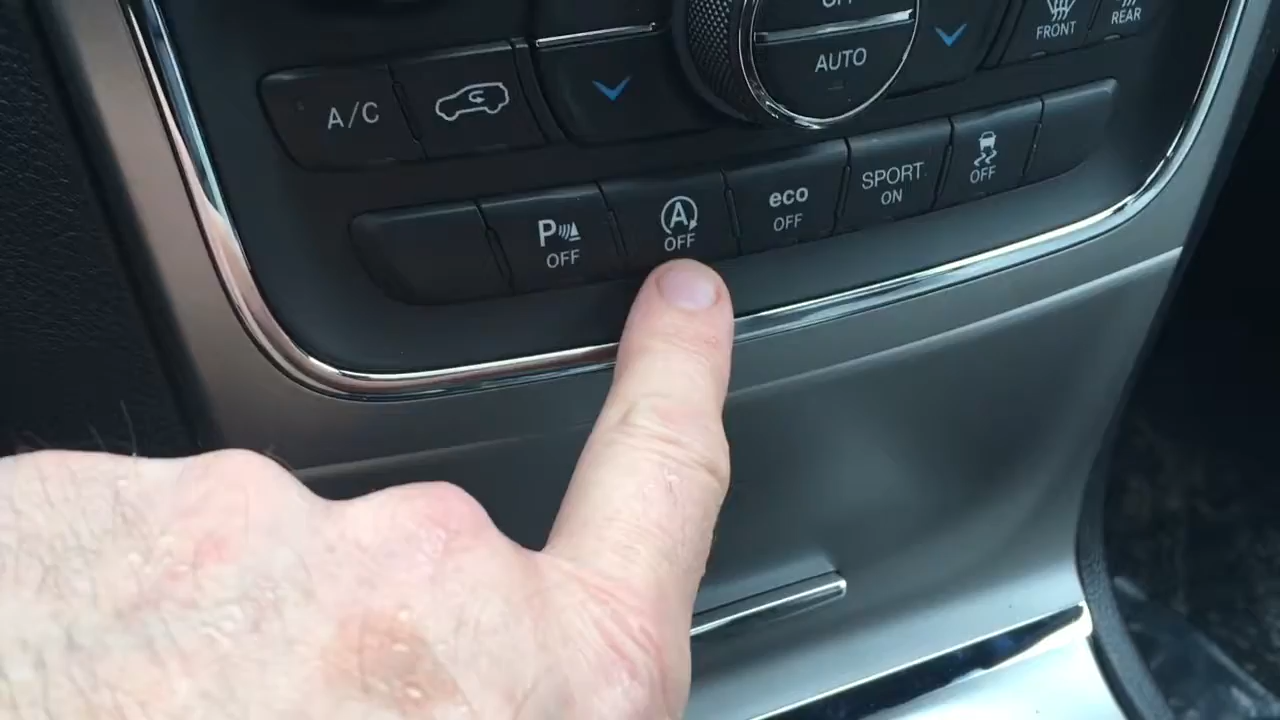 AUTO
FRONT
REAR
A/C
P OFF
A OFF
eco OFF
SPORT ON
OFF